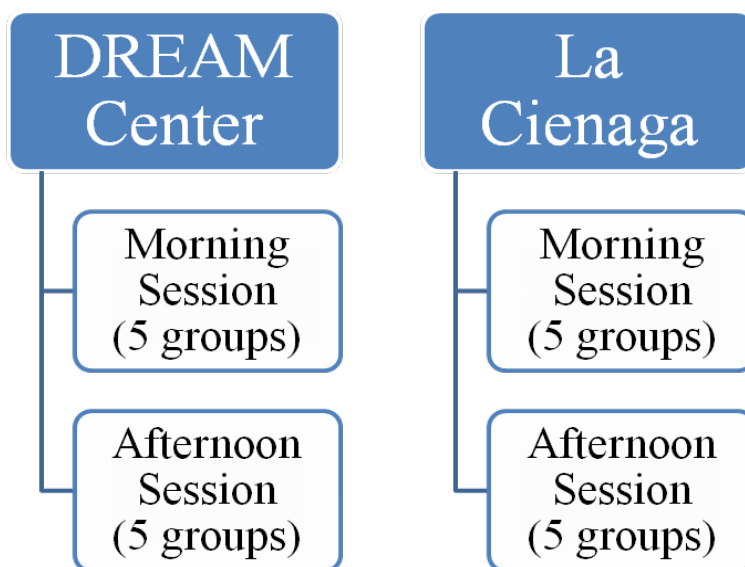 DREAM
Center
Morning
Session
(5 groups)
Afternoon
Session
(5 groups)
La
Cienaga
Morning
Session
(5 groups)
Afternoon
Session
(5 groups)